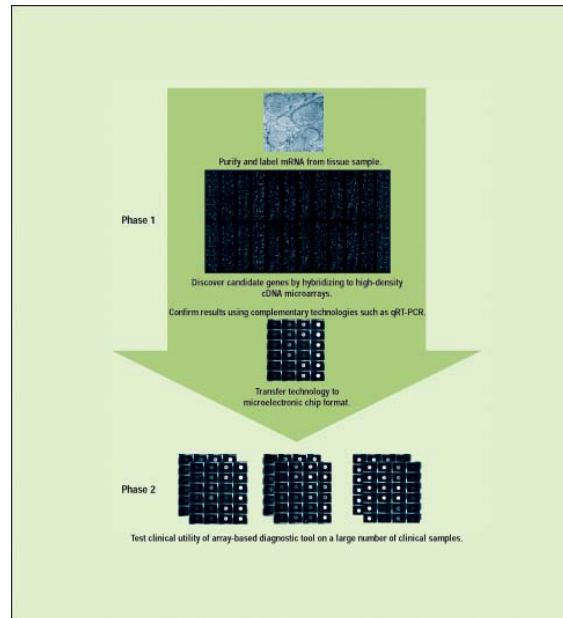 Purify and label mRNA from tissue sample.
Phase 1
Discover candidate genes by hybridizing to high-density
cDNA microarrays.
Confirm results using complementary technologies such as qRT-PCR.
Transfer technology to
microelectronic chip format.
Phase 2
Test clinical utility of array-based diagnostic tool on a large number of clinical samples.